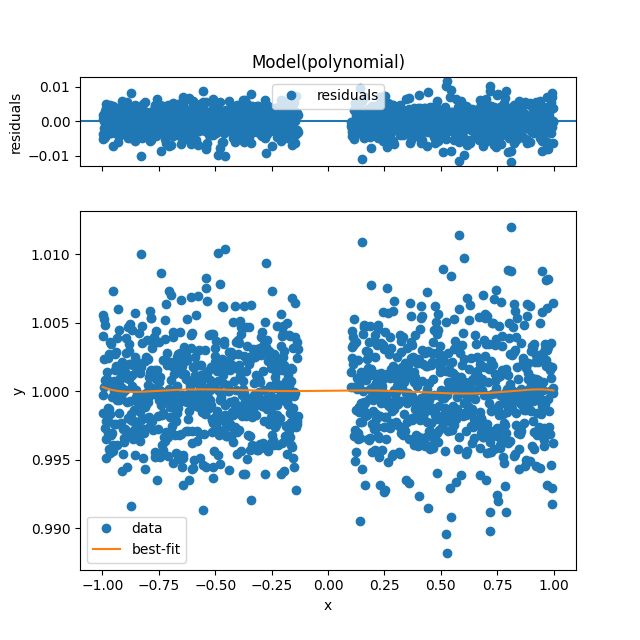 Model(polynomial)
0.01
0.00
−0.01
residuals
residuals
1.010
1.005
1.000
0.995
0.990
y
data
best-fit
−1.00 −0.75 −0.50 −0.25 0.00 0.25 0.50 0.75 1.00
x